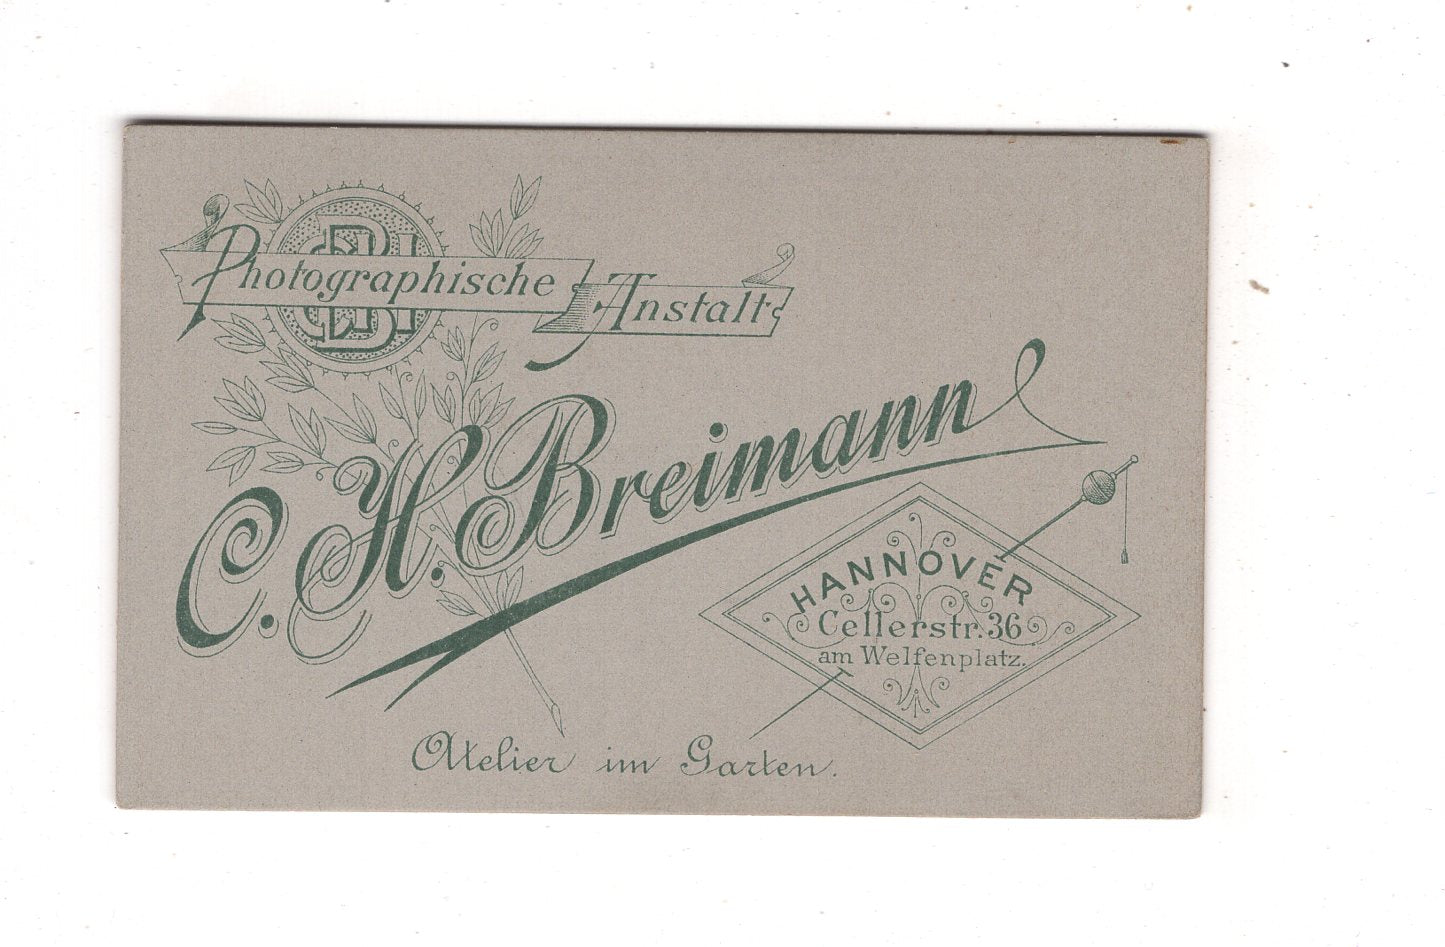 Photographische Anstalt
C. H. Breimann
HANNOVER
Cellerstr. 36
am Welfenplatz.
Atelier im Garten.